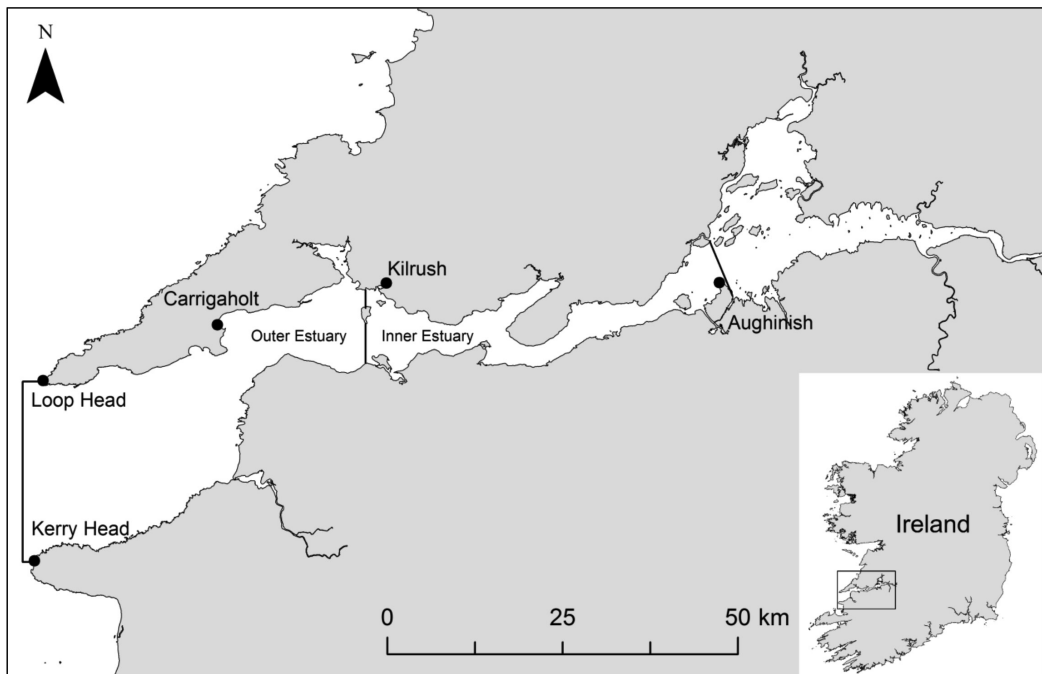 N
Kilrush
Carrigaholt
Outer Estuary
Inner Estuary
Aughinish
Loop Head
Kerry Head
Ireland
0 25 50 km